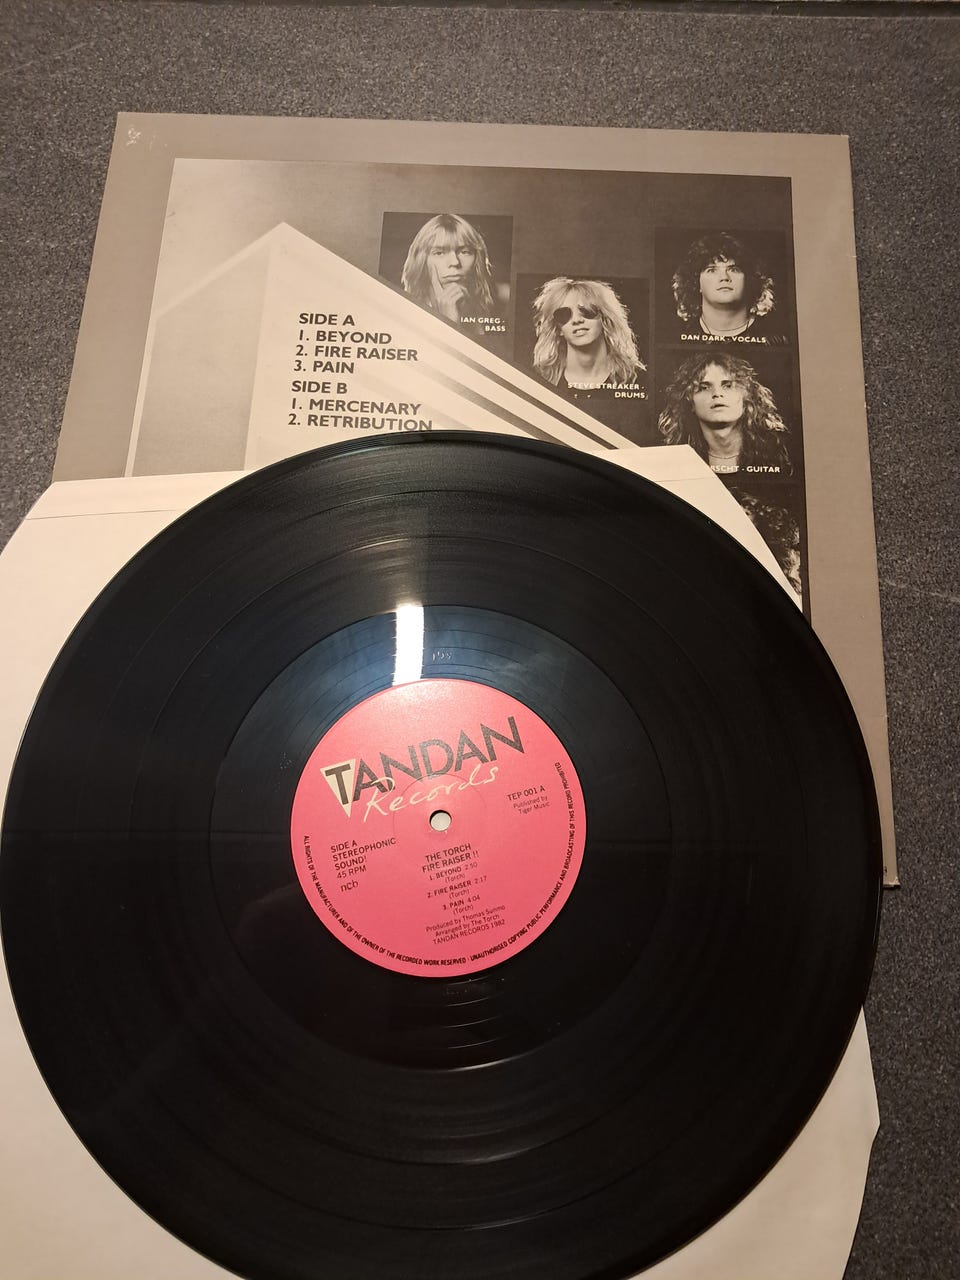 SIDE A
1. BEYOND
2. FIRE RAISER
3. PAIN
SIDE B
1. MERCENARY
2. RETRIBUTION
IAN GREG -
BASS
STEVE STREAKER -
DRUMS
DAN DARK - VOCALS
GUITAR
TANDAN
Records
TEP 001 A
Published by
Tiger Music
SIDE A
STEREOPHONIC
SOUND!
45 RPM
ncb
THE TORCH
FIRE RAISER !!
1. BEYOND 2:50
(Torch)
2. FIRE RAISER 2:17
(Torch)
3. PAIN 4:04
(Torch)
Produced by Thomas Sunmo
Arranged by The Torch
TANDAN RECORDS 1982
ALL RIGHTS OF THE MANUFACTURER AND OF THE OWNER OF THE RECORDED WORK RESERVED · UNAUTHORISED COPYING PUBLIC PERFORMANCE AND BROADCASTING OF THIS RECORD PROHIBITED